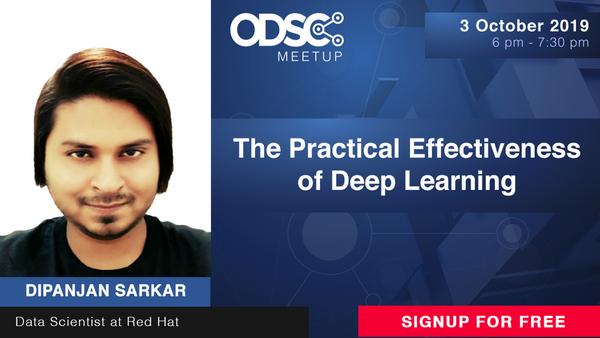 ODSC
MEETUP
3 October 2019
6 pm - 7:30 pm
The Practical Effectiveness
of Deep Learning
DIPANJAN SARKAR
Data Scientist at Red Hat
SIGNUP FOR FREE